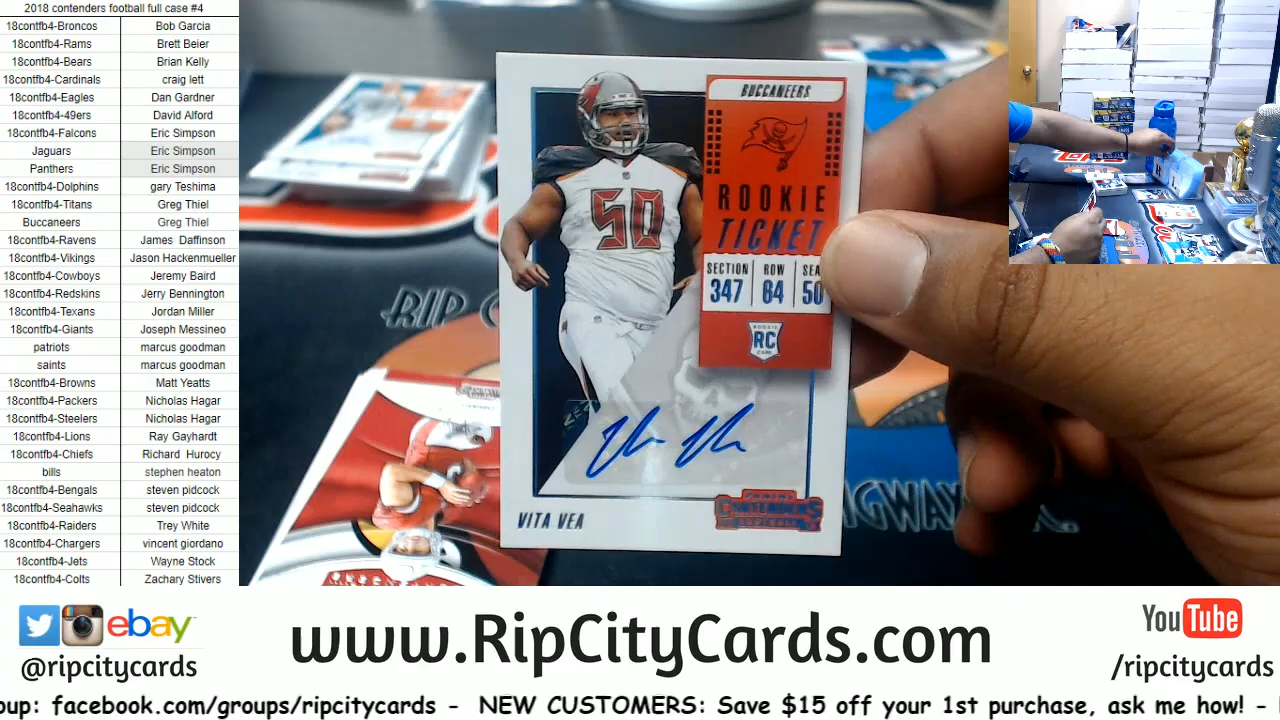 2018 contenders football full case #4
18contfb4-Broncos Bob Garcia
18contfb4-Rams Brett Beier
18contfb4-Bears Brian Kelly
18contfb4-Cardinals craig lett
18contfb4-Eagles Dan Gardner
18contfb4-49ers David Alford
18contfb4-Falcons Eric Simpson
Jaguars Eric Simpson
Panthers Eric Simpson
18contfb4-Dolphins gary Teshima
18contfb4-Titans Greg Thiel
Buccaneers Greg Thiel
18contfb4-Ravens James Daffinson
18contfb4-Vikings Jason Hackenmueller
18contfb4-Cowboys Jeremy Baird
18contfb4-Redskins Jerry Bennington
18contfb4-Texans Jordan Miller
18contfb4-Giants Joseph Messineo
patriots marcus goodman
saints marcus goodman
18contfb4-Browns Matt Yeatts
18contfb4-Packers Nicholas Hagar
18contfb4-Steelers Nicholas Hagar
18contfb4-Lions Ray Gayhardt
18contfb4-Chiefs Richard Hurocy
bills stephen heaton
18contfb4-Bengals steven pidcock
18contfb4-Seahawks steven pidcock
18contfb4-Raiders Trey White
18contfb4-Chargers vincent giordano
18contfb4-Jets Wayne Stock
18contfb4-Colts Zachary Stivers
BUCCANEERS
ROOKIE
TICKET
SECTION ROW SEA
347 64 50
RC
50
RIP C
VITA VEA
PANINI
CONTENDERS
FOOTBALL
ebay
@ripcitycards
www.RipCityCards.com
YouTube
/ripcitycards
oup: facebook.com/groups/ripcitycards - NEW CUSTOMERS: Save $15 off your 1st purchase, ask me how! -